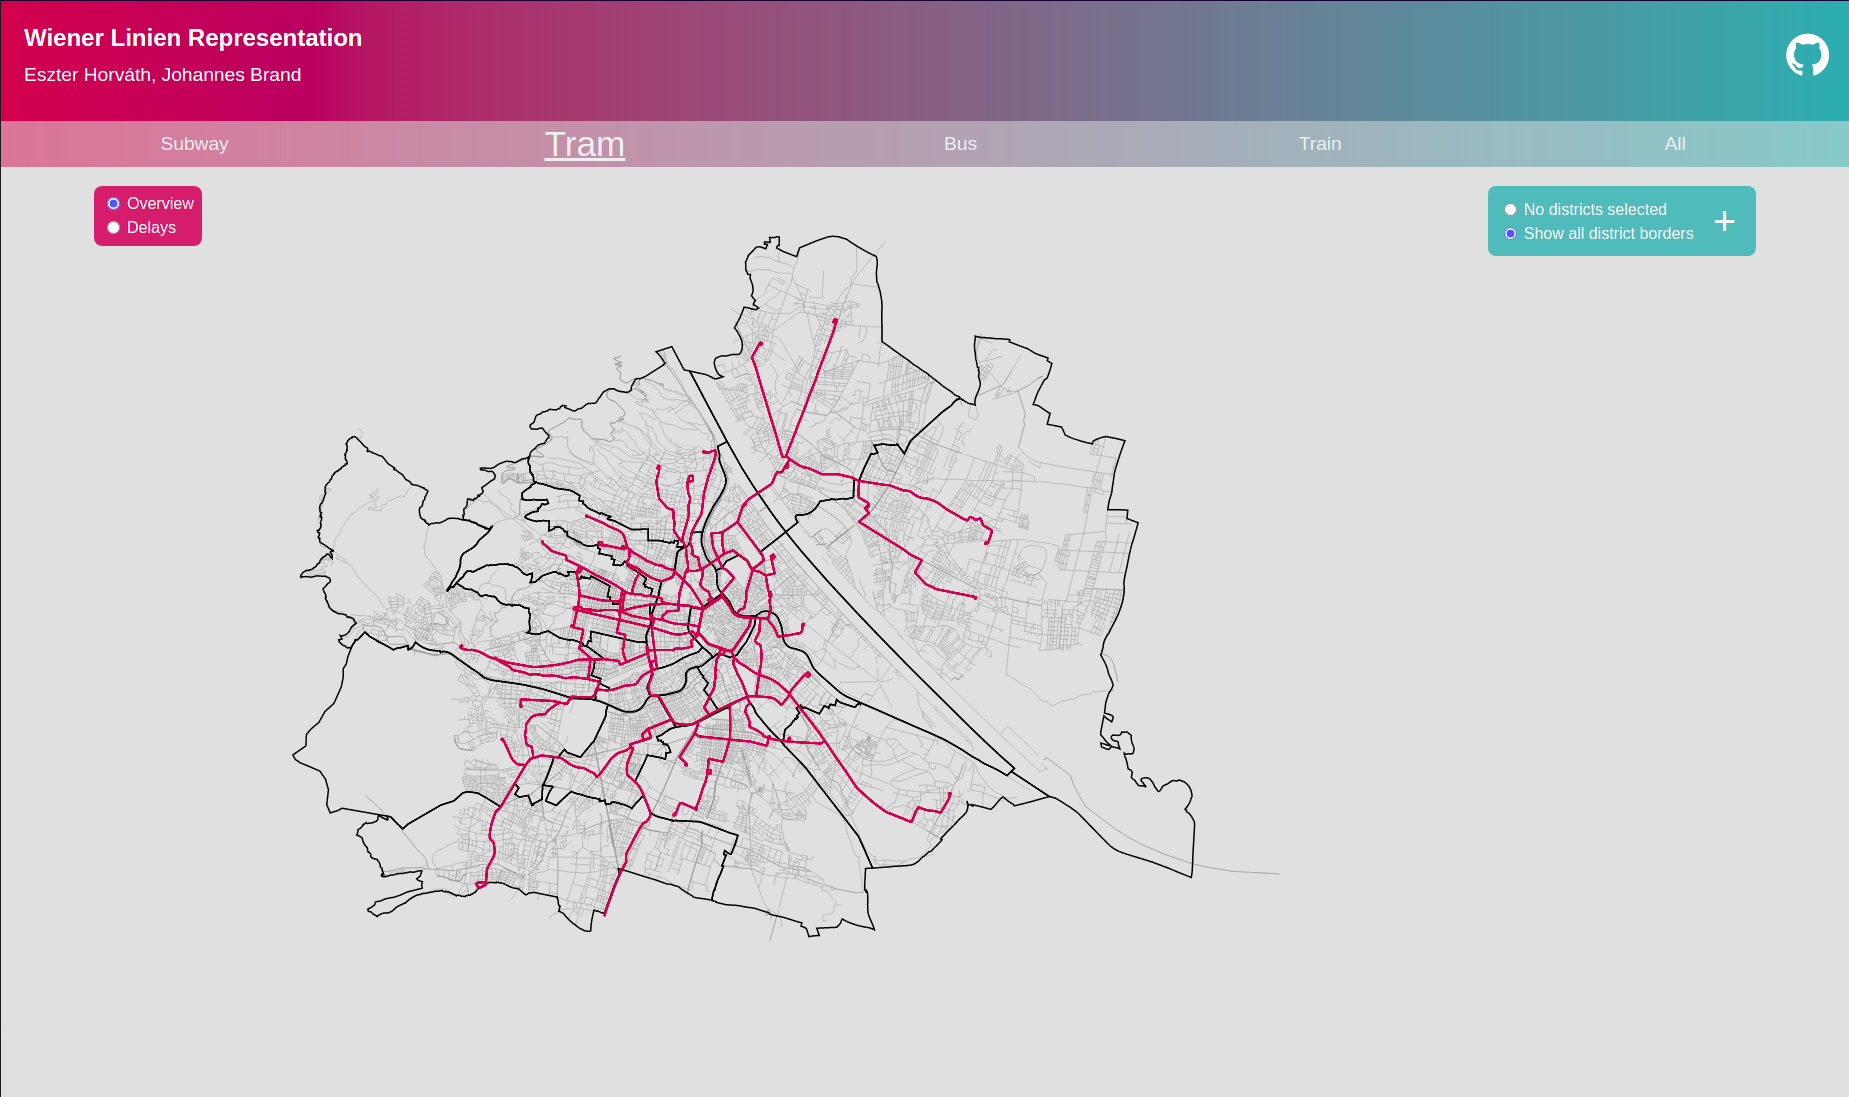 Wiener Linien Representation
Eszter Horváth, Johannes Brand
Subway Tram Bus Train All
Overview
Delays
No districts selected
Show all district borders
+